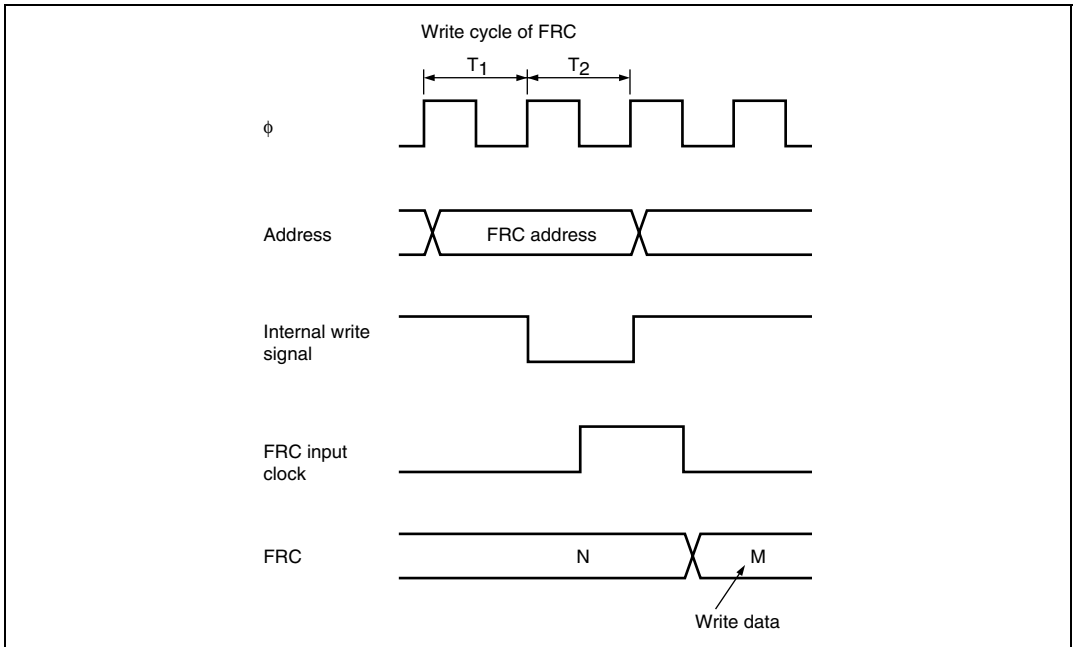 Write cycle of FRC
T1 T2
ϕ
Address FRC address
Internal write
signal
FRC input
clock
FRC N M
Write data